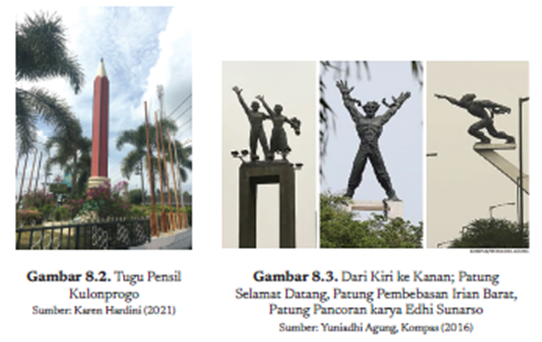 Gambar 8.2. Tugu Pensil
Kulonprogo
Sumber: Karen Hardini (2021)
Gambar 8.3. Dari Kiri ke Kanan; Patung
Selamat Datang, Patung Pembebasan Irian Barat,
Patung Pancoran karya Edhi Sunarso
Sumber: Yuniadhi Agung, Kompas (2016)